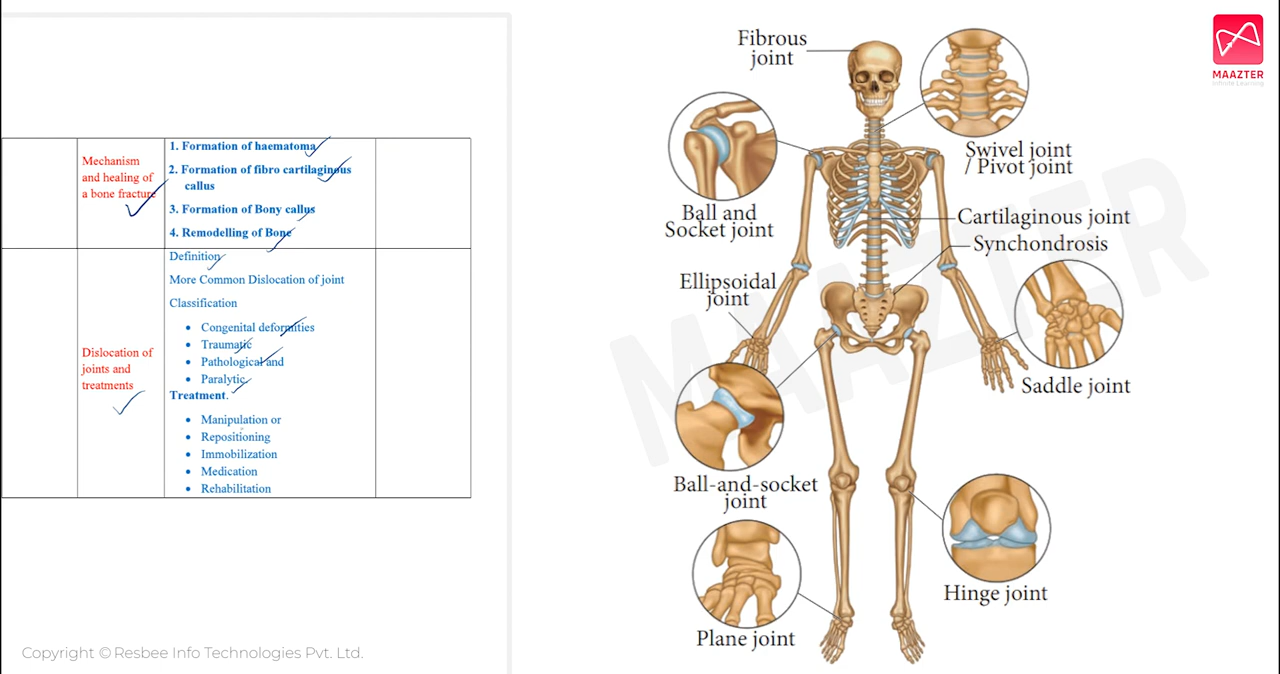 Mechanism
and healing of
a bone fracture
1. Formation of haematoma
2. Formation of fibro cartilaginous
callus
3. Formation of Bony callus
4. Remodelling of Bone
Dislocation of
joints and
treatments
Definition
More Common Dislocation of joint
Classification
• Congenital deformities
• Traumatic
• Pathological and
• Paralytic
Treatment.
• Manipulation or
• Repositioning
• Immobilization
• Medication
• Rehabilitation
Copyright © Resbee Info Technologies Pvt. Ltd.
Fibrous
joint
Swivel joint
/ Pivot joint
Ball and
Socket joint
Cartilaginous joint
Synchondrosis
Ellipsoidal
joint
Saddle joint
Ball-and-socket
joint
Hinge joint
Plane joint
MAAZTER
MAAZTER
Infinite Learning